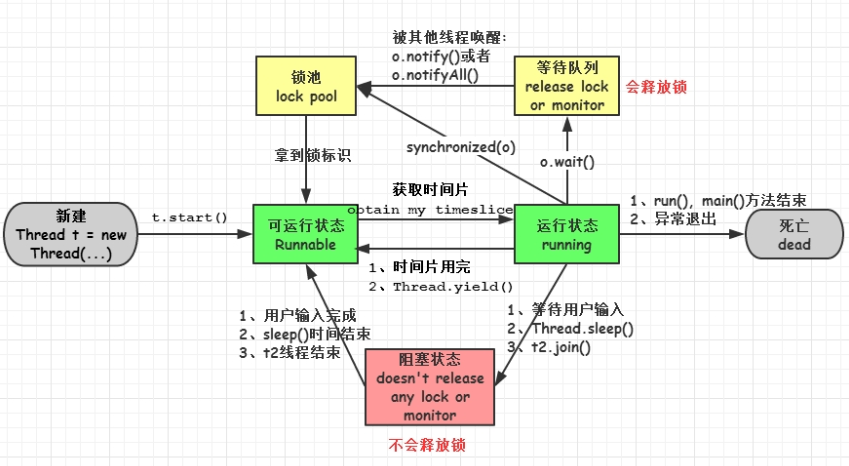 被其他线程唤醒:
o.notify()或者
o.notifyAll()
锁池
lock pool
等待队列
release lock
or monitor
会释放锁
synchronized(o)
o.wait()
拿到锁标识
新建
Thread t = new
Thread(...)
t.start()
可运行状态
Runnable
获取时间片
obtain my timeslice
运行状态
running
1、run(), main()方法结束
2、异常退出
死亡
dead
1、时间片用完
2、Thread.yield()
1、用户输入完成
2、sleep()时间结束
3、t2线程结束
1、等待用户输入
2、Thread.sleep()
3、t2.join()
阻塞状态
doesn't release
any lock or
monitor
不会释放锁